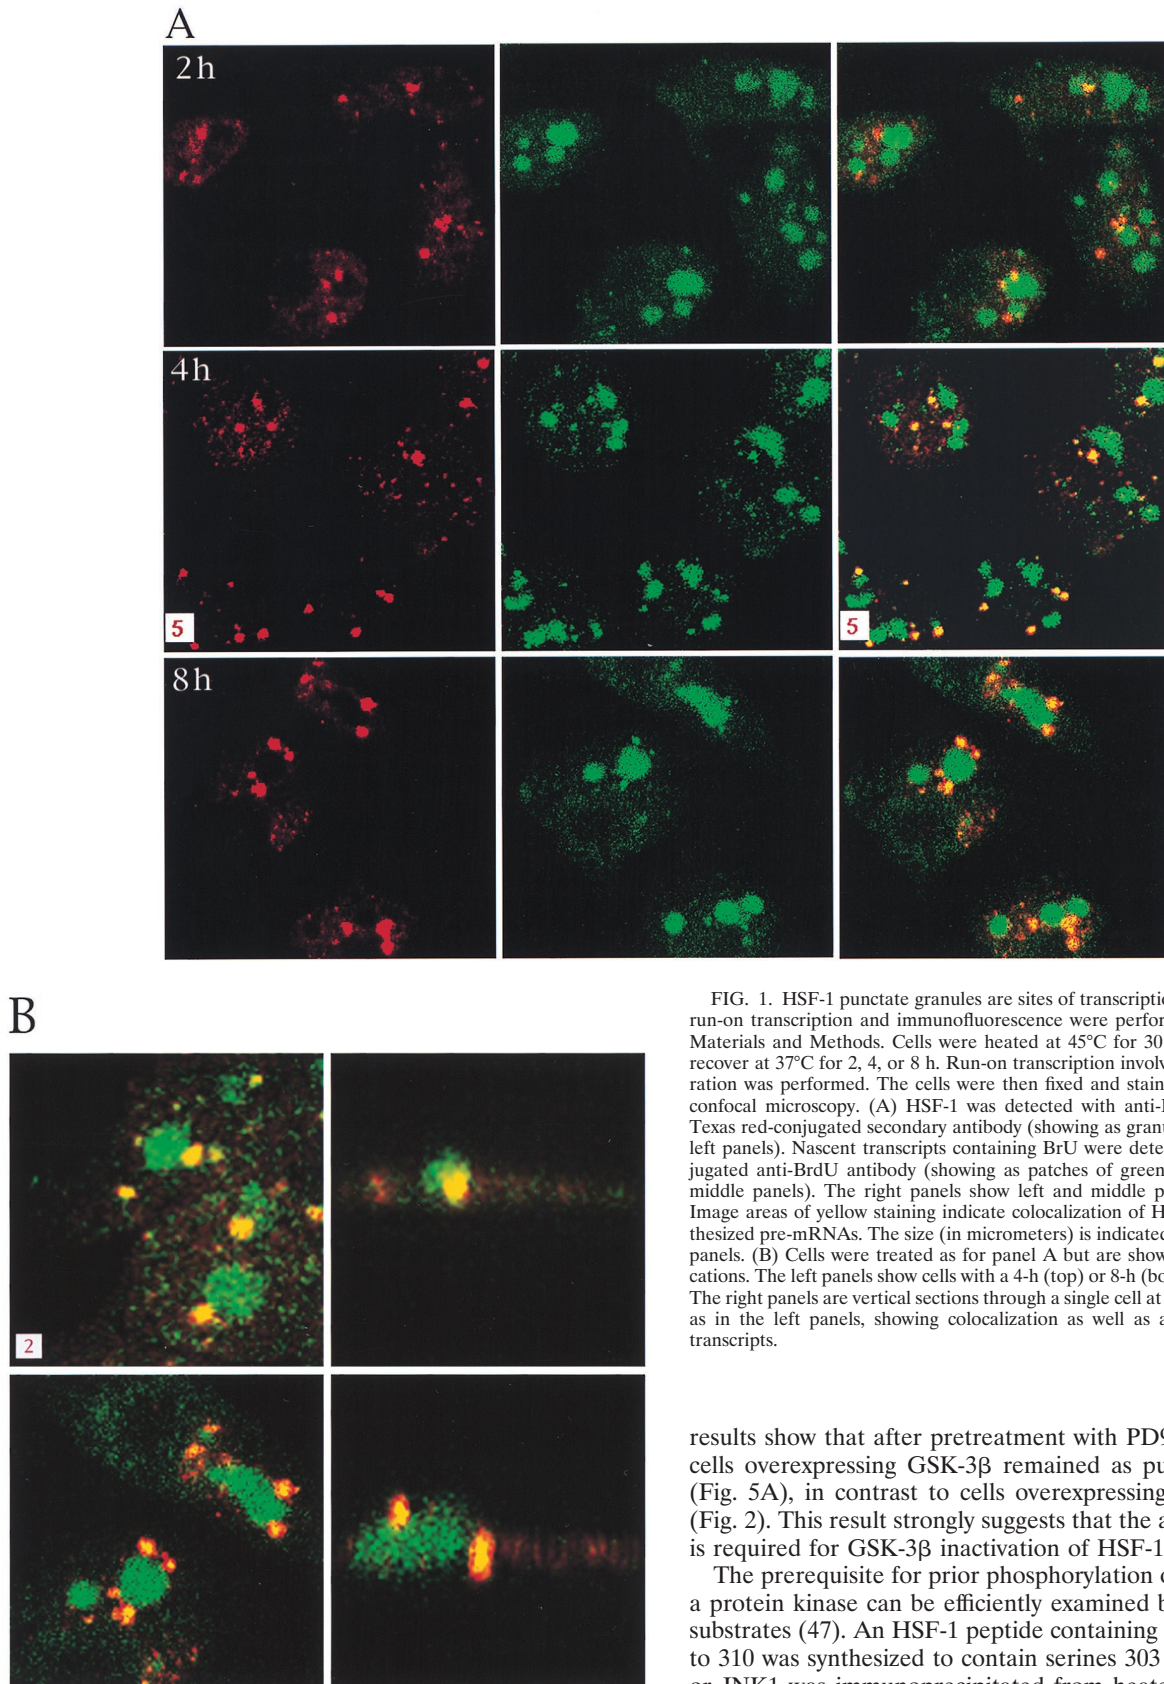 A
2h
4h
5
5
8h
B
2
FIG. 1. HSF-1 punctate granules are sites of transcriptio
run-on transcription and immunofluorescence were perfor
Materials and Methods. Cells were heated at 45°C for 30
recover at 37°C for 2, 4, or 8 h. Run-on transcription involv
ration was performed. The cells were then fixed and stain
confocal microscopy. (A) HSF-1 was detected with anti-
Texas red-conjugated secondary antibody (showing as granu
left panels). Nascent transcripts containing BrU were dete
jugated anti-BrdU antibody (showing as patches of green
middle panels). The right panels show left and middle p
Image areas of yellow staining indicate colocalization of H
thesized pre-mRNAs. The size (in micrometers) is indicated
panels. (B) Cells were treated as for panel A but are show
cations. The left panels show cells with a 4-h (top) or 8-h (bo
The right panels are vertical sections through a single cell at
as in the left panels, showing colocalization as well as a
transcripts.
results show that after pretreatment with PD9
cells overexpressing GSK-3β remained as pu
(Fig. 5A), in contrast to cells overexpressing
(Fig. 2). This result strongly suggests that the a
is required for GSK-3β inactivation of HSF-1
The prerequisite for prior phosphorylation o
a protein kinase can be efficiently examined b
substrates (47). An HSF-1 peptide containing
to 310 was synthesized to contain serines 303
or JNK1 was immunoprecipitated from heate